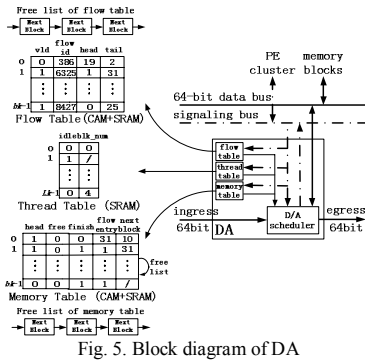 Free list of flow table
Next Block Next Block Next Block
vld flow id head tail
0 0 386 19 2
1 1 6325 1 31
bk-1 1 8427 0 25
Flow Table(CAM+SRAM)
idle blk_num
0 0 0
1 1 /
Lk-1 0 4
Thread Table (SRAM)
head free finish flow entry next block
0 1 0 0 31 10
1 0 1 1 31
free list
bk-1 0 0 1 1 /
Memory Table (CAM+SRAM)
Free list of memory table
Next Block Next Block Next Block
PE cluster memory blocks
64-bit data bus
signaling bus
flow table
thread table
memory table
ingress 64bit
DA
D/A scheduler
egress 64bit
Fig. 5. Block diagram of DA